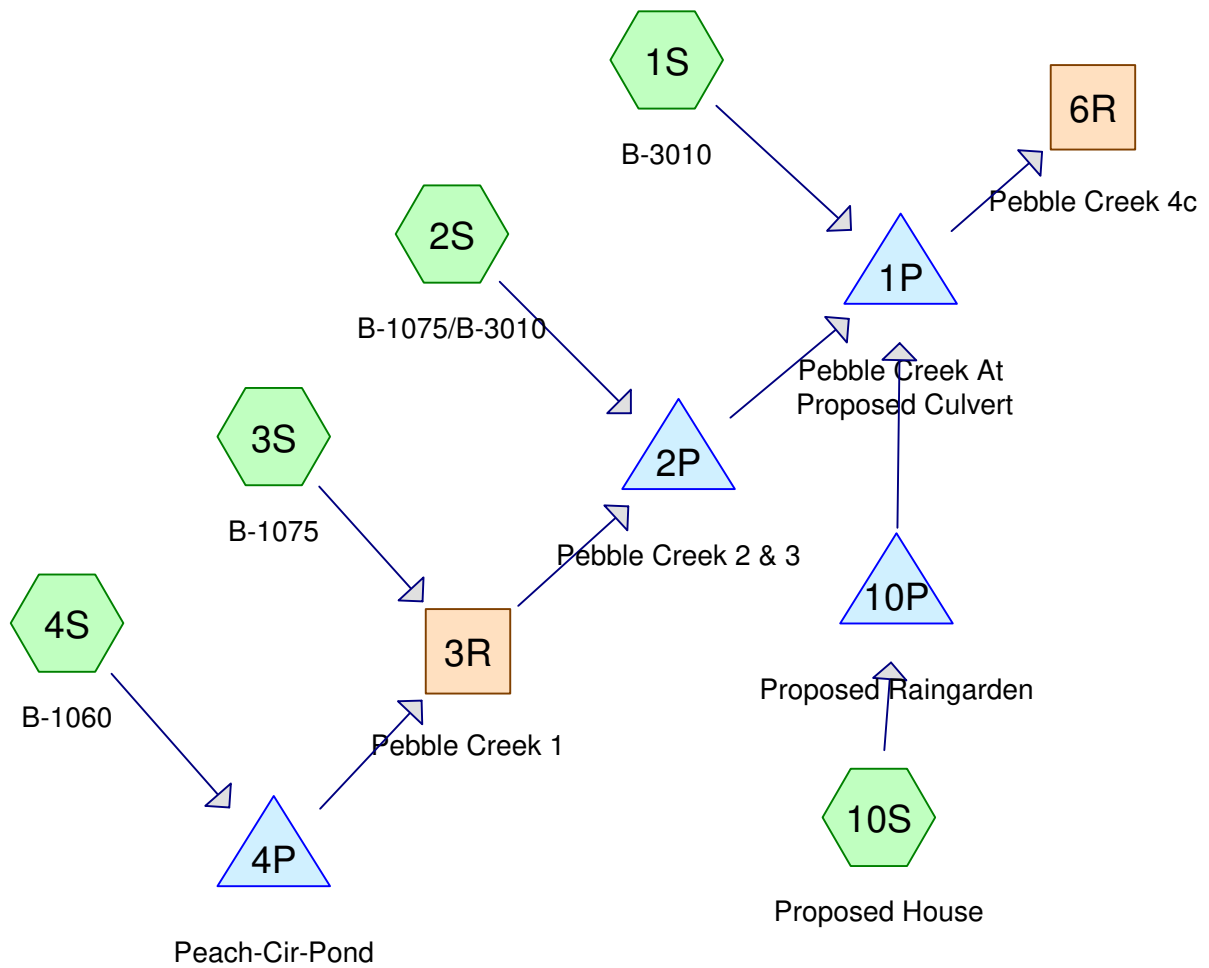 1S
B-3010
6R
Pebble Creek 4c
2S
B-1075/B-3010
1P
Pebble Creek At
Proposed Culvert
3S
B-1075
2P
Pebble Creek 2 & 3
4S
B-1060
3R
Pebble Creek 1
10P
Proposed Raingarden
4P
Peach-Cir-Pond
10S
Proposed House